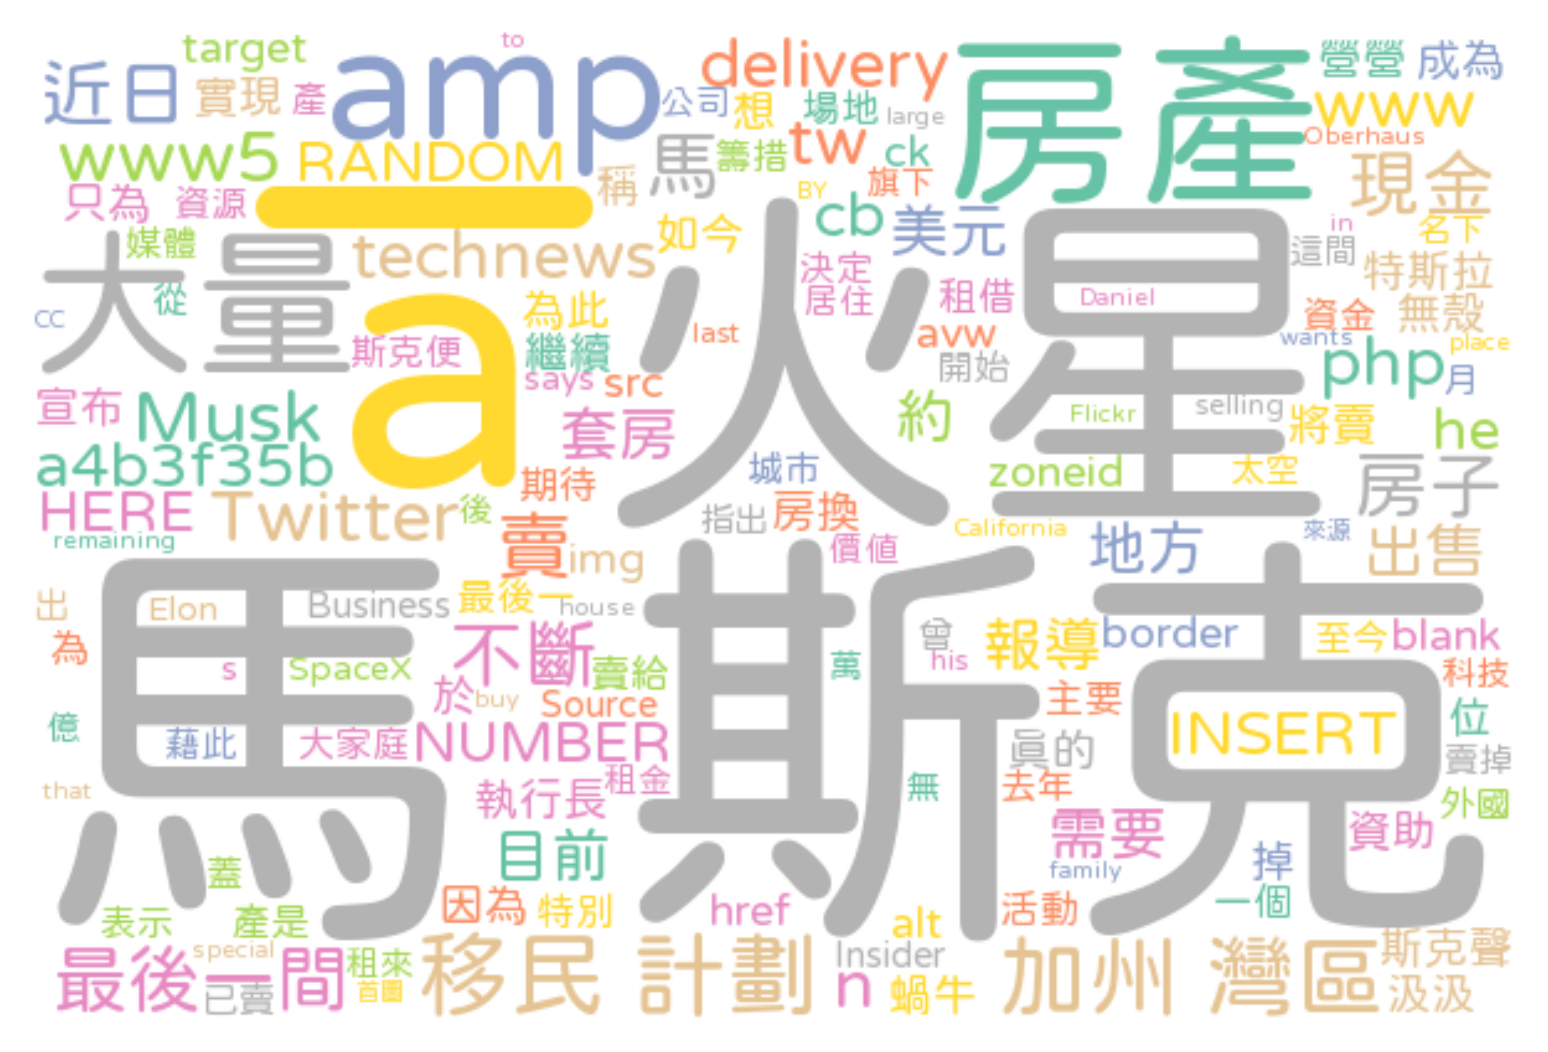 target
to
近日
實現
產
amp
公司
想
delivery
場地
large
房產
營營
成為
www
Oberhaus
www5
RANDOM
馬
籌措
tw
ck
現金
只為
資源
_
稱
BY
旗下
大量
媒體
technews
如今
cb
美元
火星
in
名下
這間
特斯拉
從
cc
決定
居住
租借
Daniel
資金
無殼
a
為此
last
avw
wants
place
斯克便
繼續
says
src
開始
php
月
宣布
Musk
套房
約
Flickr
selling
將賣
he
a4b3f35b
期待
城市
zoneid
太空
房子
HERE
Twitter
後
賣
指出
房換
California
來源
remaining
img
價值
地方
出售
馬斯克
出
Elon
Business
最後一
house
為
s
SpaceX
不斷
賣給
萬
曾
his
報導
border
至今
blank
科技
於
buy
Source
主要
億
藉此
大家庭
NUMBER
真的
INSERT
位
賣掉
that
執行長
租金
無
去年
外國
目前
需要
資助
family
掉
蓋
一個
表示
產是
因為
特別
href
alt
活動
最後一間
special
已賣
租來
首圖
移民
計劃
Insider
n
蝸牛
加州
灣區
斯克聲
汲汲